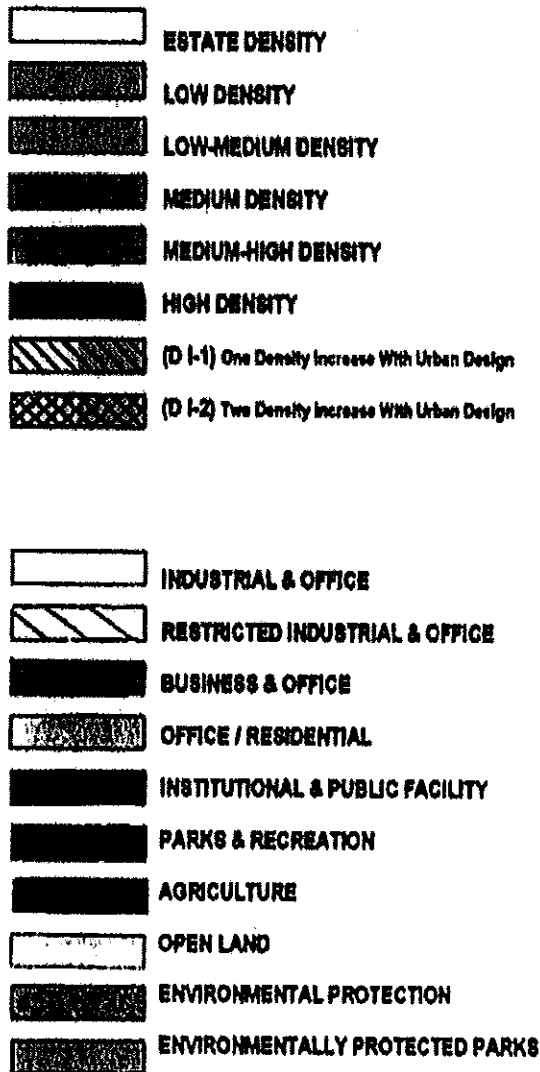 ESTATE DENSITY
LOW DENSITY
LOW-MEDIUM DENSITY
MEDIUM DENSITY
MEDIUM-HIGH DENSITY
HIGH DENSITY
(D I-1) One Density Increase With Urban Design
(D I-2) Two Density Increase With Urban Design
INDUSTRIAL & OFFICE
RESTRICTED INDUSTRIAL & OFFICE
BUSINESS & OFFICE
OFFICE / RESIDENTIAL
INSTITUTIONAL & PUBLIC FACILITY
PARKS & RECREATION
AGRICULTURE
OPEN LAND
ENVIRONMENTAL PROTECTION
ENVIRONMENTALLY PROTECTED PARKS